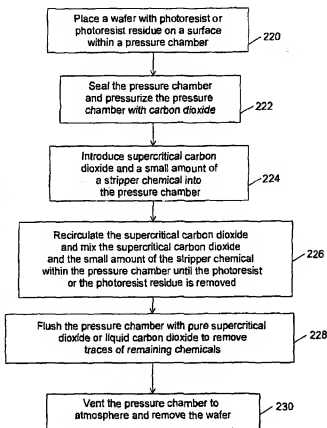 Place a wafer with photoresist or
photoresist residue on a surface
within a pressure chamber
220
Seal the pressure chamber
and pressurize the pressure
chamber with carbon dioxide
222
Introduce supercritical carbon
dioxide and a small amount of
a stripper chemical into
the pressure chamber
224
Recirculate the supercritical carbon dioxide
and mix the supercritical carbon dioxide
and the small amount of the stripper chemical
within the pressure chamber until the photoresist
or the photoresist residue is removed
226
Flush the pressure chamber with pure supercritical
dioxide or liquid carbon dioxide to remove
traces of remaining chemicals
228
Vent the pressure chamber to
atmosphere and remove the wafer
230